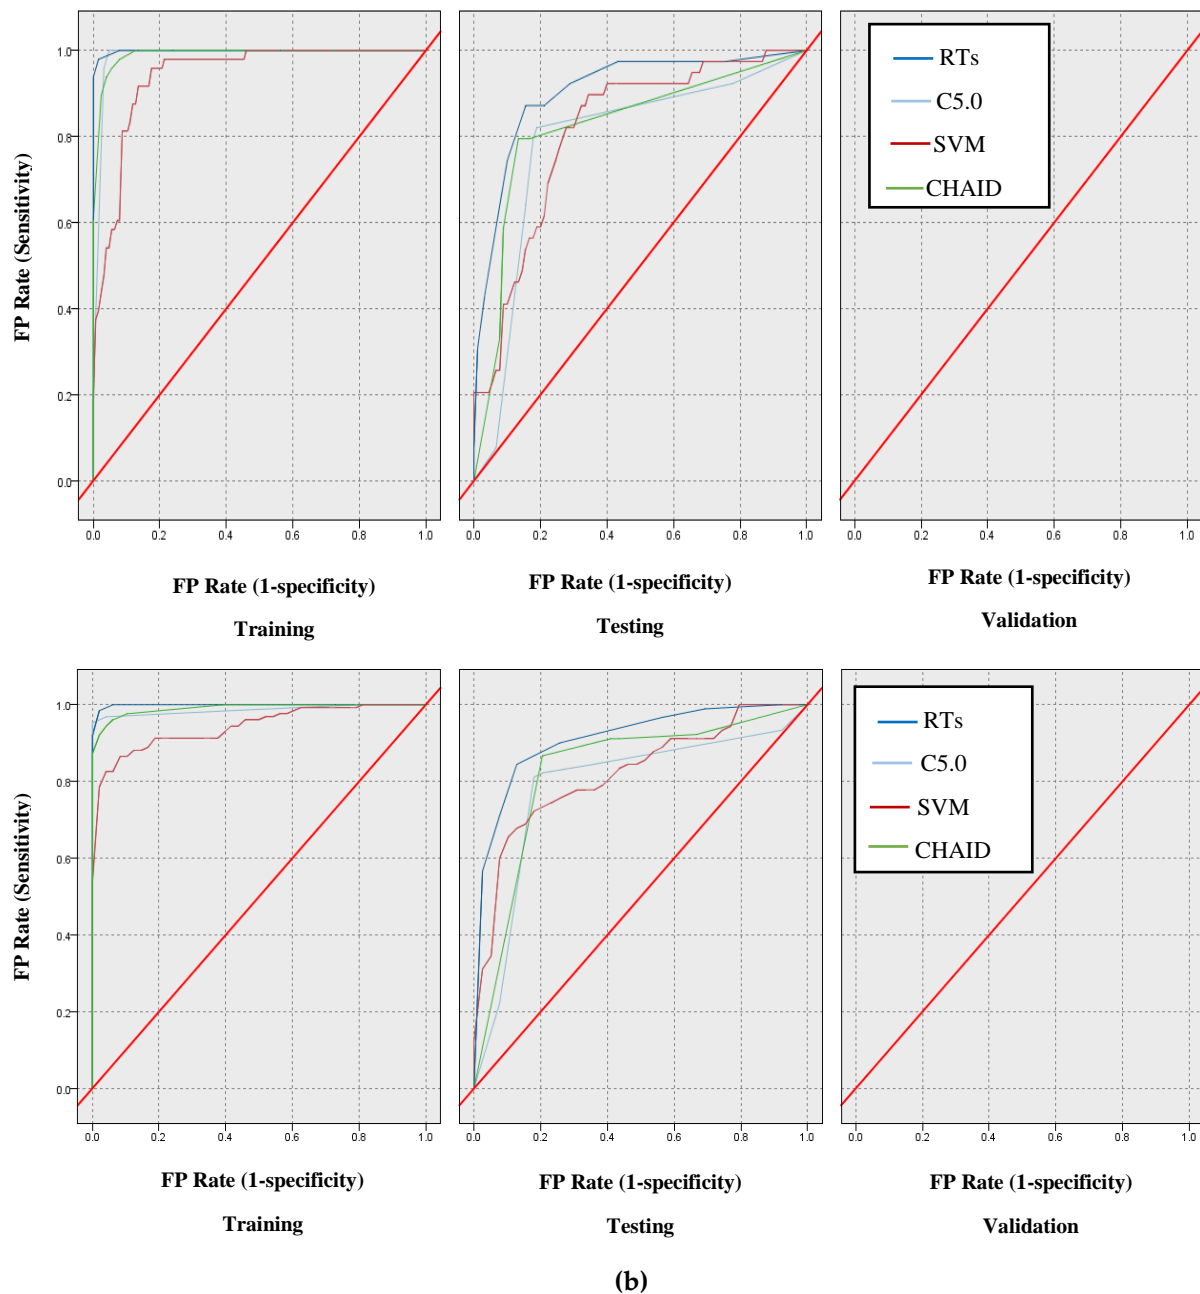 FP Rate (Sensitivity)
1.0
0.8
0.6
0.4
0.2
0.0
0.0 0.2 0.4 0.6 0.8 1.0
0.0 0.2 0.4 0.6 0.8 1.0
0.0 0.2 0.4 0.6 0.8 1.0
RTs
C5.0
SVM
CHAID
FP Rate (1-specificity)
Training
FP Rate (1-specificity)
Testing
FP Rate (1-specificity)
Validation
FP Rate (Sensitivity)
1.0
0.8
0.6
0.4
0.2
0.0
0.0 0.2 0.4 0.6 0.8 1.0
0.0 0.2 0.4 0.6 0.8 1.0
0.0 0.2 0.4 0.6 0.8 1.0
RTs
C5.0
SVM
CHAID
FP Rate (1-specificity)
Training
FP Rate (1-specificity)
Testing
FP Rate (1-specificity)
Validation
(b)